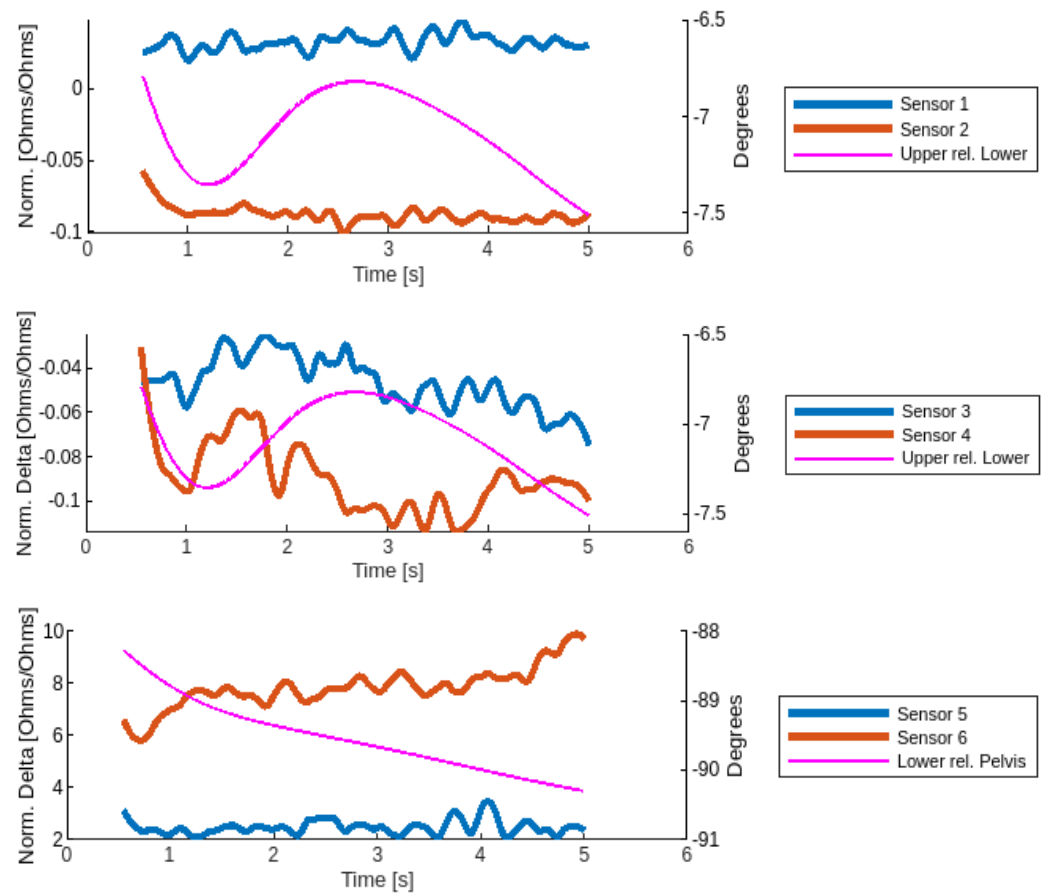 -6.5
0
-0.05
-0.1
Norm. [Ohms/Ohms]
-7
-7.5
Degrees
0 1 2 3 4 5 6
Time [s]
Sensor 1
Sensor 2
Upper rel. Lower
-6.5
-0.04
-0.06
-0.08
-0.1
Norm. Delta [Ohms/Ohms]
-7
-7.5
Degrees
0 1 2 3 4 5 6
Time [s]
Sensor 3
Sensor 4
Upper rel. Lower
10
8
6
4
2
Norm. Delta [Ohms/Ohms]
-88
-89
-90
-91
Degrees
0 1 2 3 4 5 6
Time [s]
Sensor 5
Sensor 6
Lower rel. Pelvis